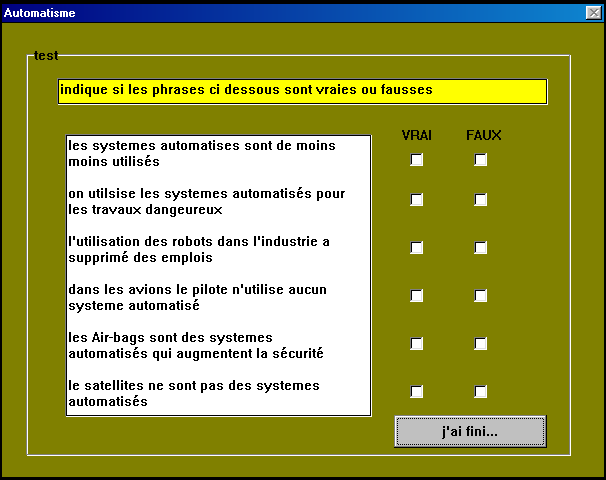 Automatisme
test
indique si les phrases ci dessous sont vraies ou fausses
VRAI FAUX
les systemes automatises sont de moins
moins utilisés
on utilsise les systemes automatisés pour
les travaux dangeureux
l'utilisation des robots dans l'industrie a
supprimé des emplois
dans les avions le pilote n'utilise aucun
systeme automatisé
les Air-bags sont des systemes
automatisés qui augmentent la sécurité
le satellites ne sont pas des systemes
automatisés
j'ai fini...